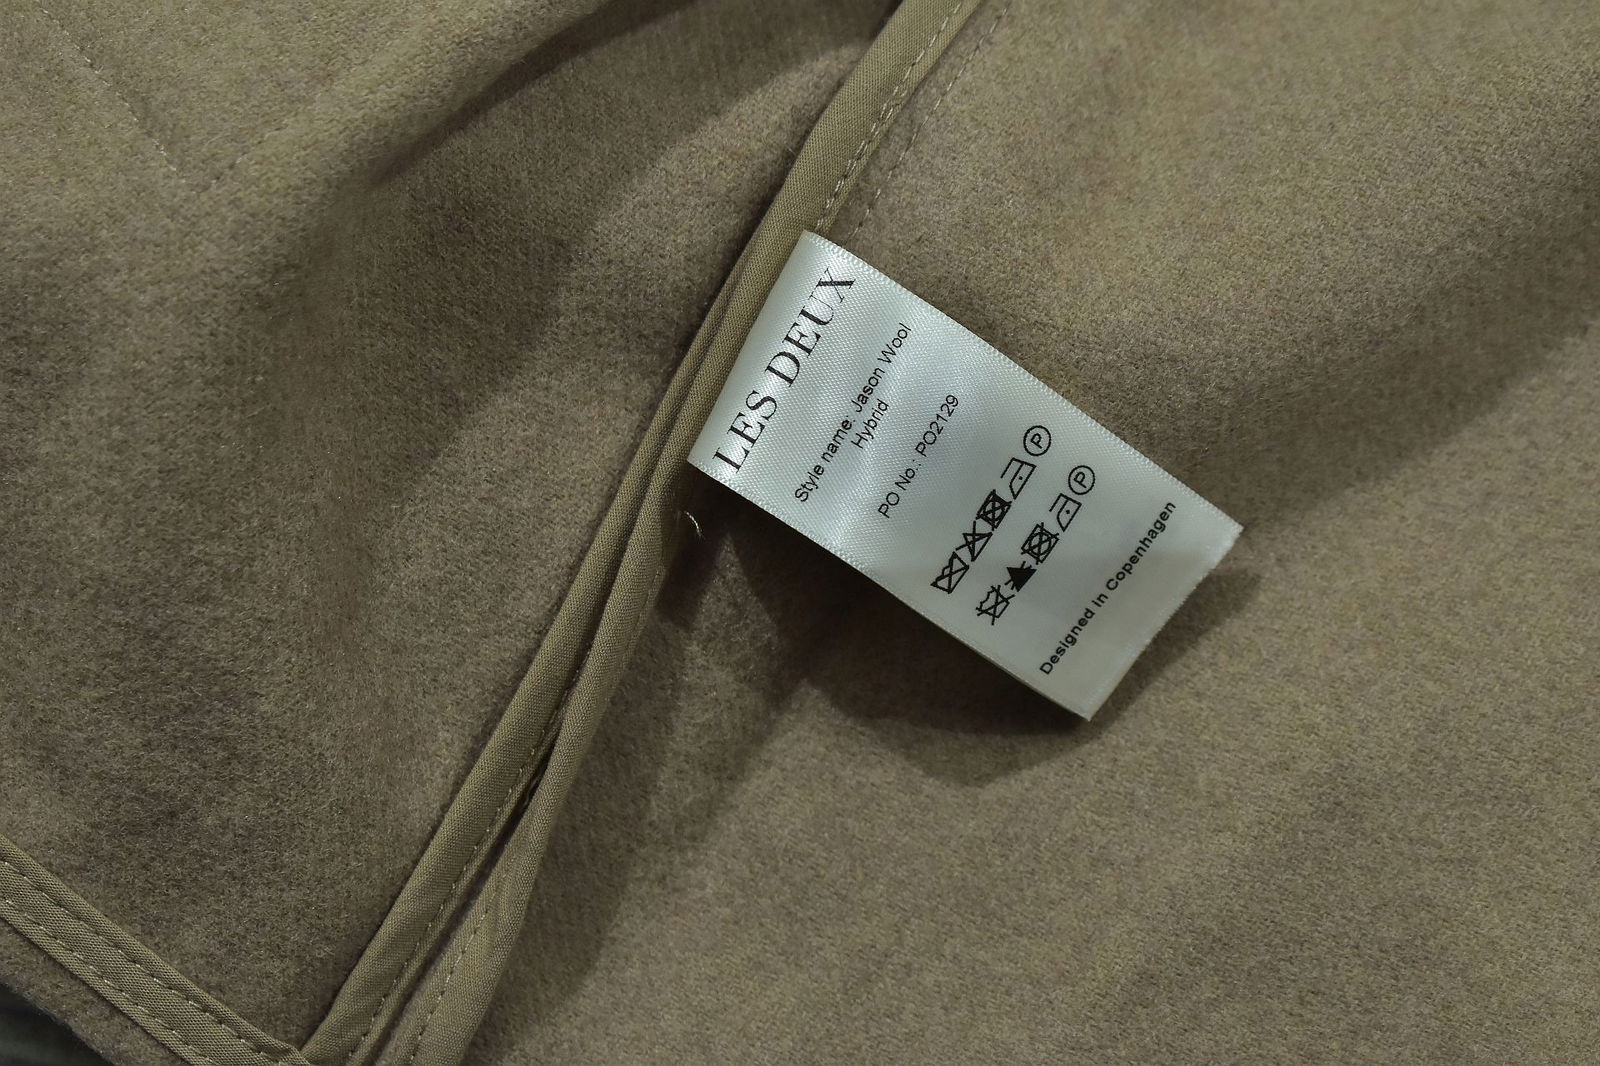 LES DEUX
Style name: Jason Wool
Hybrid
PO No.: PO2129
P
P
Designed in Copenhagen